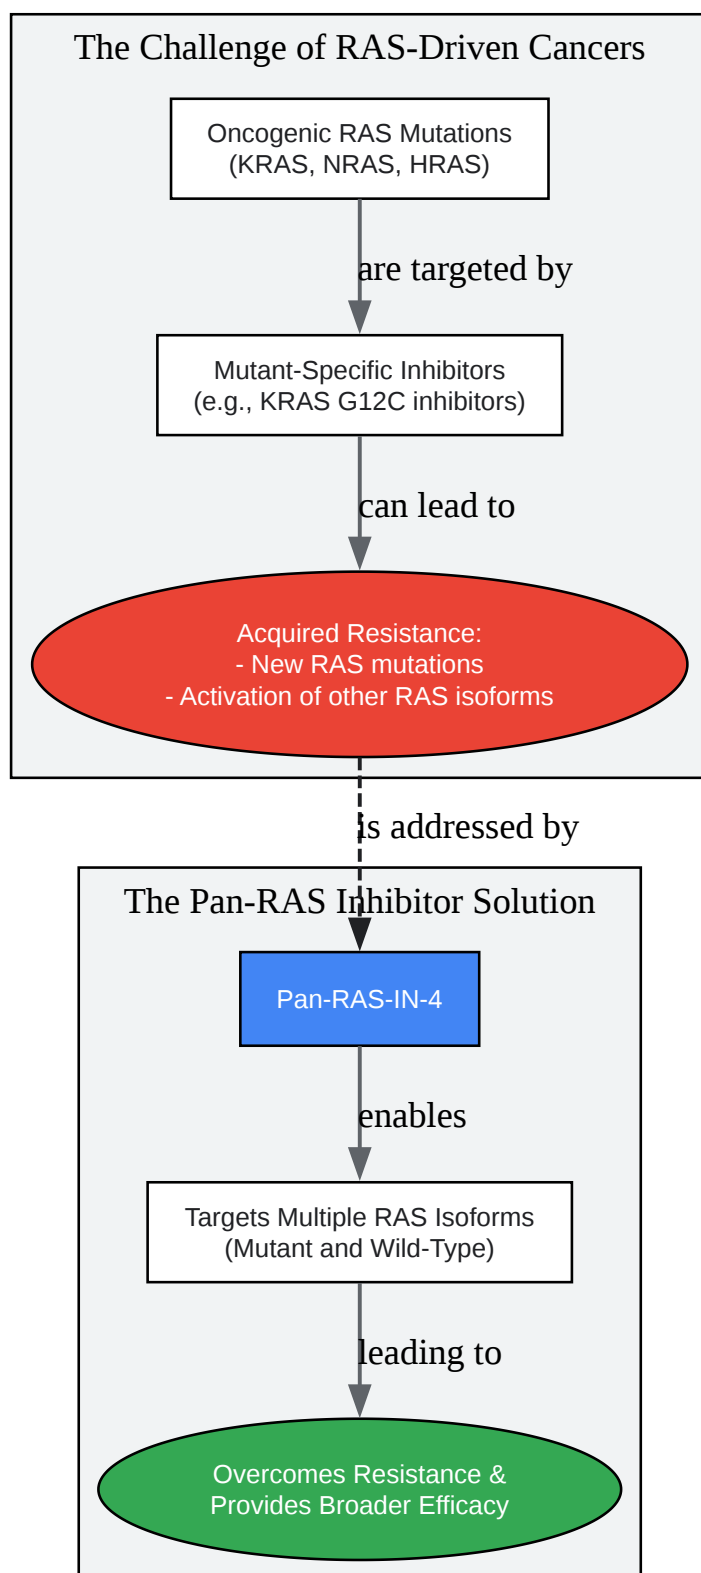 The Challenge of RAS-Driven Cancers
Oncogenic RAS Mutations
(KRAS, NRAS, HRAS)
are targeted by
Mutant-Specific Inhibitors
(e.g., KRAS G12C inhibitors)
can lead to
Acquired Resistance:
- New RAS mutations
- Activation of other RAS isoforms
is addressed by
The Pan-RAS Inhibitor Solution
Pan-RAS-IN-4
enables
Targets Multiple RAS Isoforms
(Mutant and Wild-Type)
leading to
Overcomes Resistance &
Provides Broader Efficacy